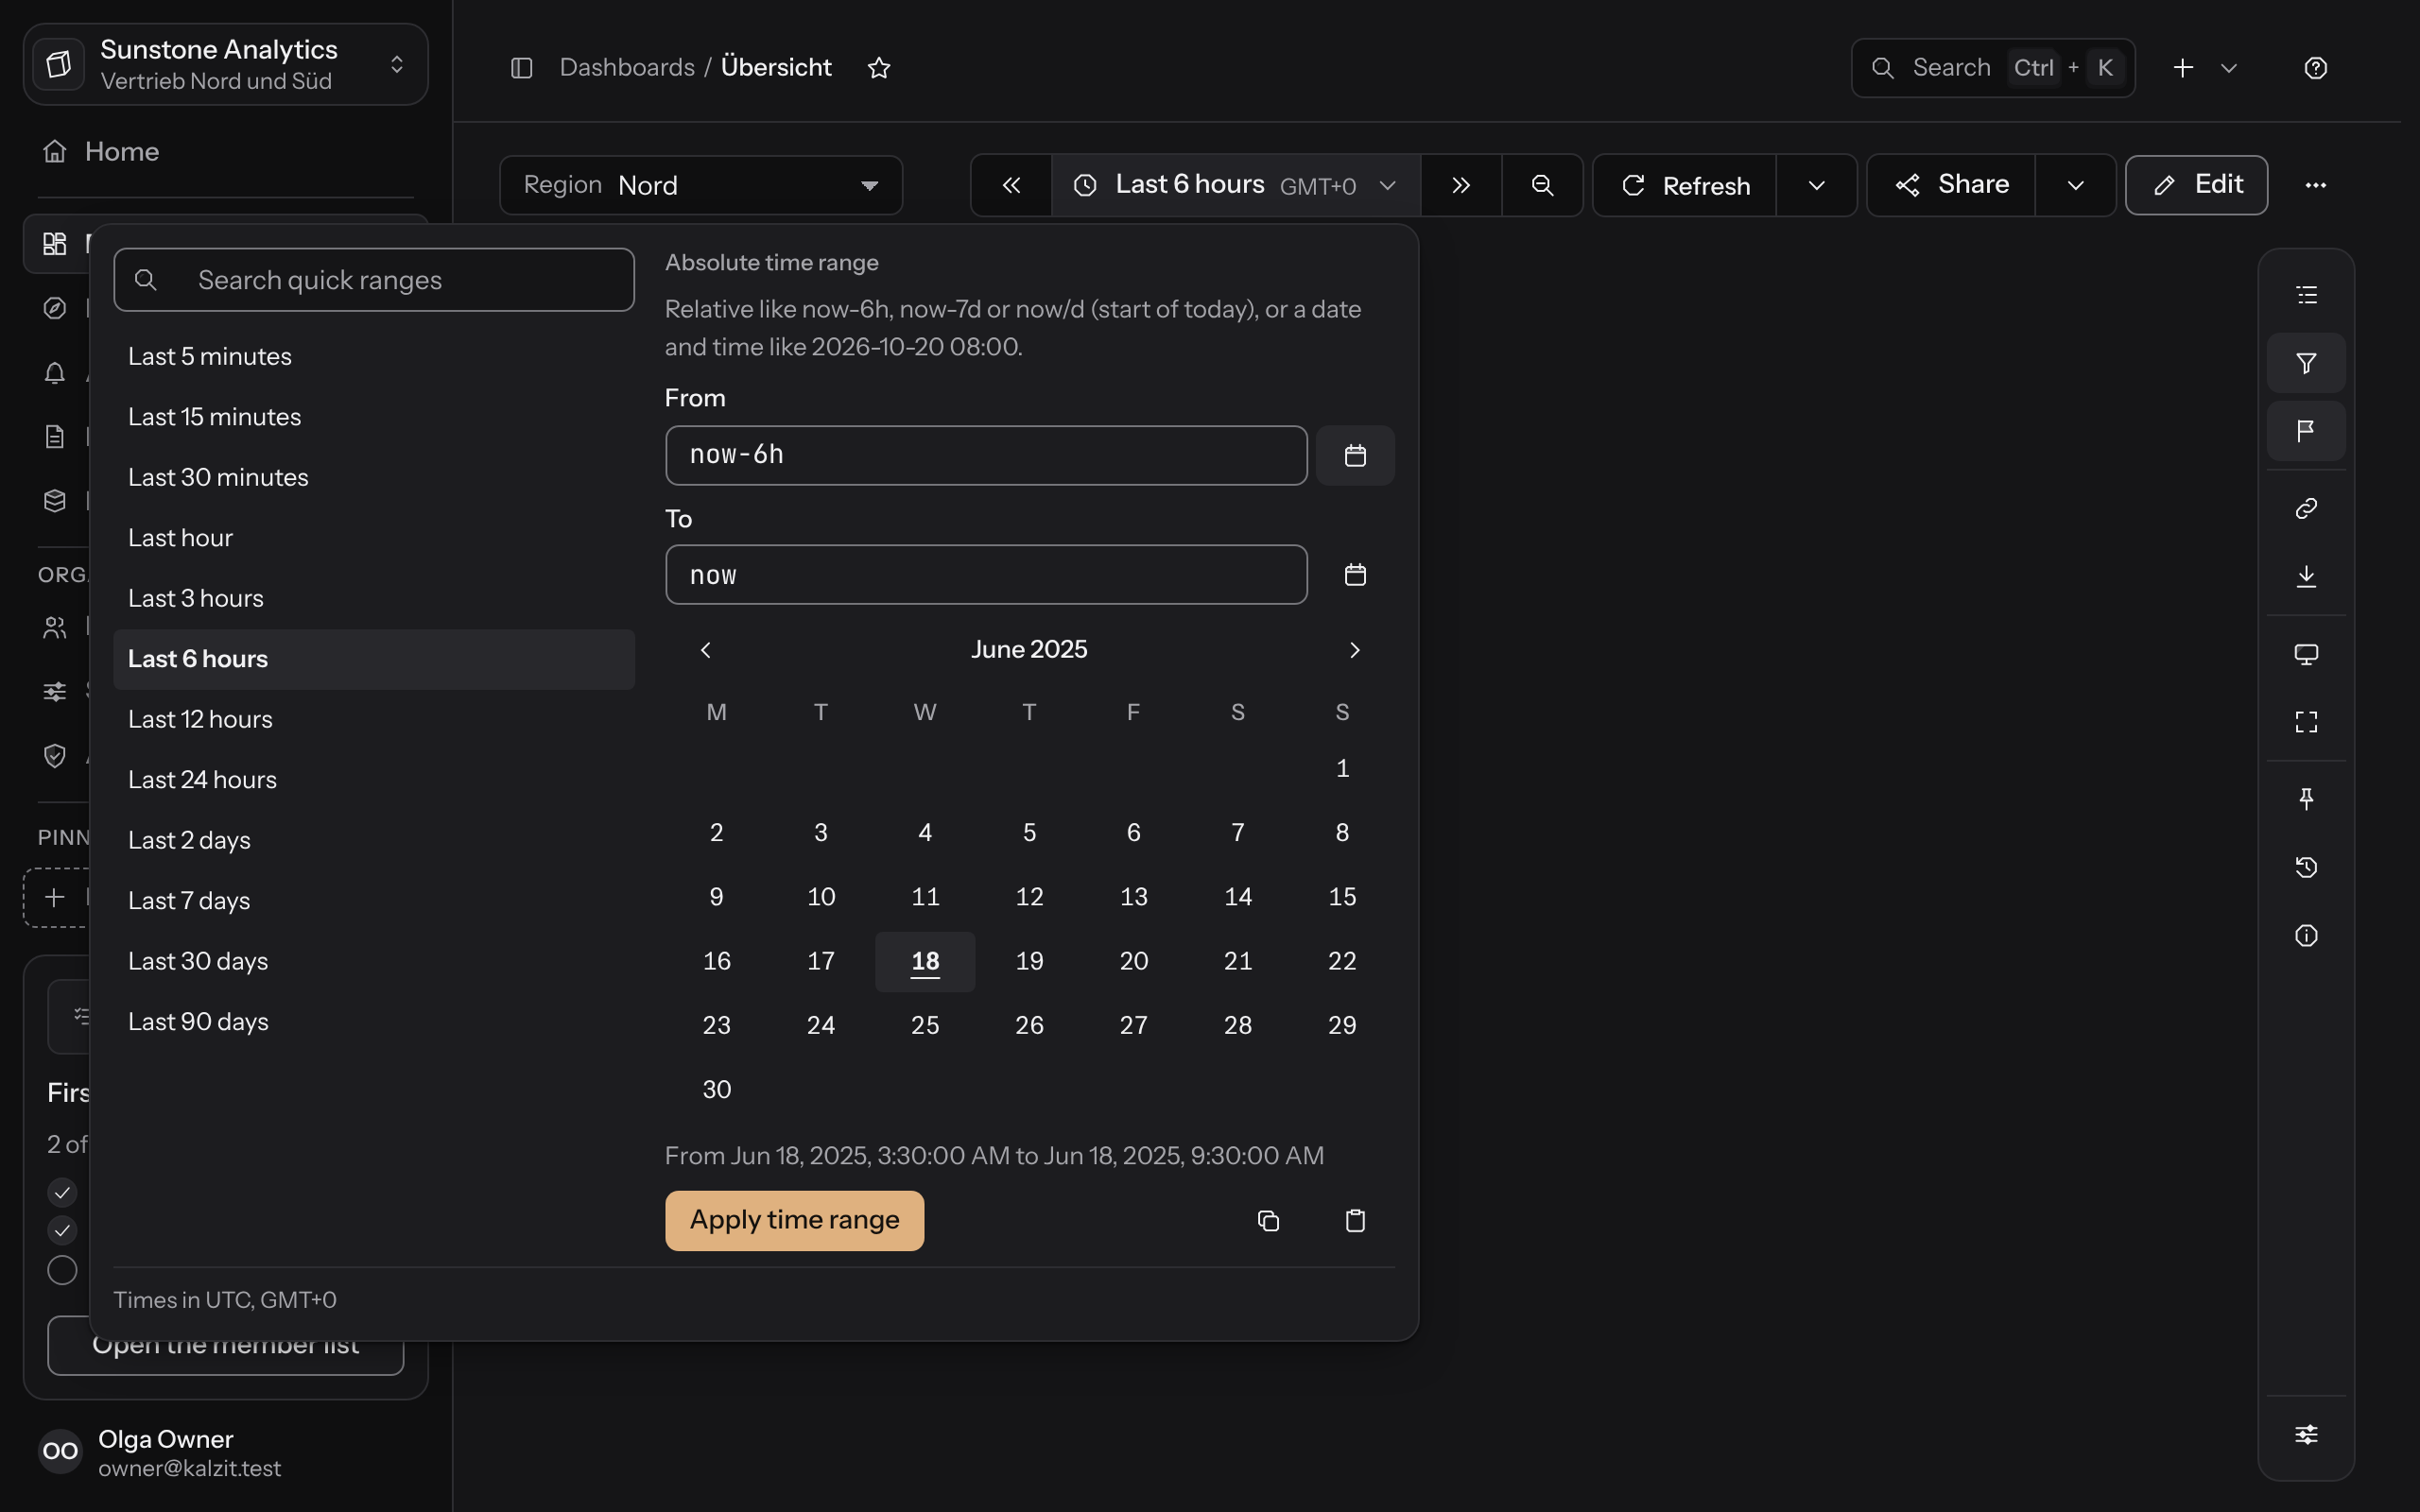 Sunstone Analytics
Vertrieb Nord und Süd
Dashboards / Übersicht
Search Ctrl + K
Home
Region Nord
Last 6 hours GMT+0
Refresh
Share
Edit
Search quick ranges
Last 5 minutes
Last 15 minutes
Last 30 minutes
Last hour
Last 3 hours
Last 6 hours
Last 12 hours
Last 24 hours
Last 2 days
Last 7 days
Last 30 days
Last 90 days
Absolute time range
Relative like now-6h, now-7d or now/d (start of today), or a date
and time like 2026-10-20 08:00.
From
now-6h
To
now
June 2025
M T W T F S S
1
2 3 4 5 6 7 8
9 10 11 12 13 14 15
16 17 18 19 20 21 22
23 24 25 26 27 28 29
30
From Jun 18, 2025, 3:30:00 AM to Jun 18, 2025, 9:30:00 AM
Apply time range
Times in UTC, GMT+0
2 of
Open the member list
OO
Olga Owner
owner@kalzit.test